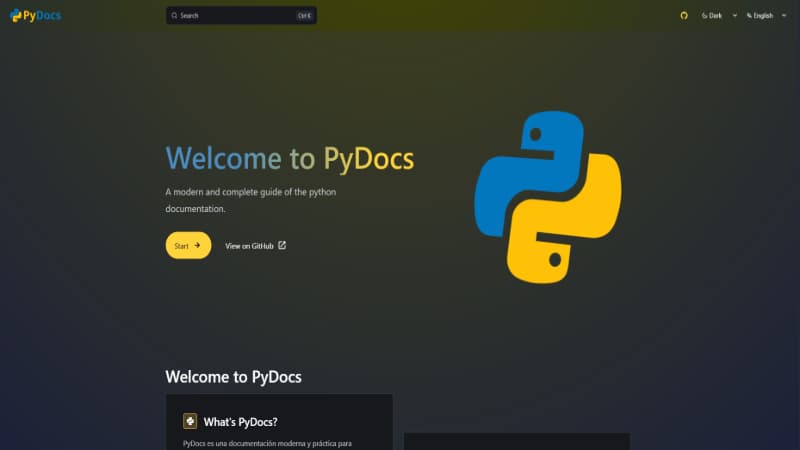 PyDocs
Search
Ctrl K
Dark
English
Welcome to PyDocs
A modern and complete guide of the python
documentation.
Start
View on GitHub
Welcome to PyDocs
What's PyDocs?
PyDocs es una documentación moderna y práctica para